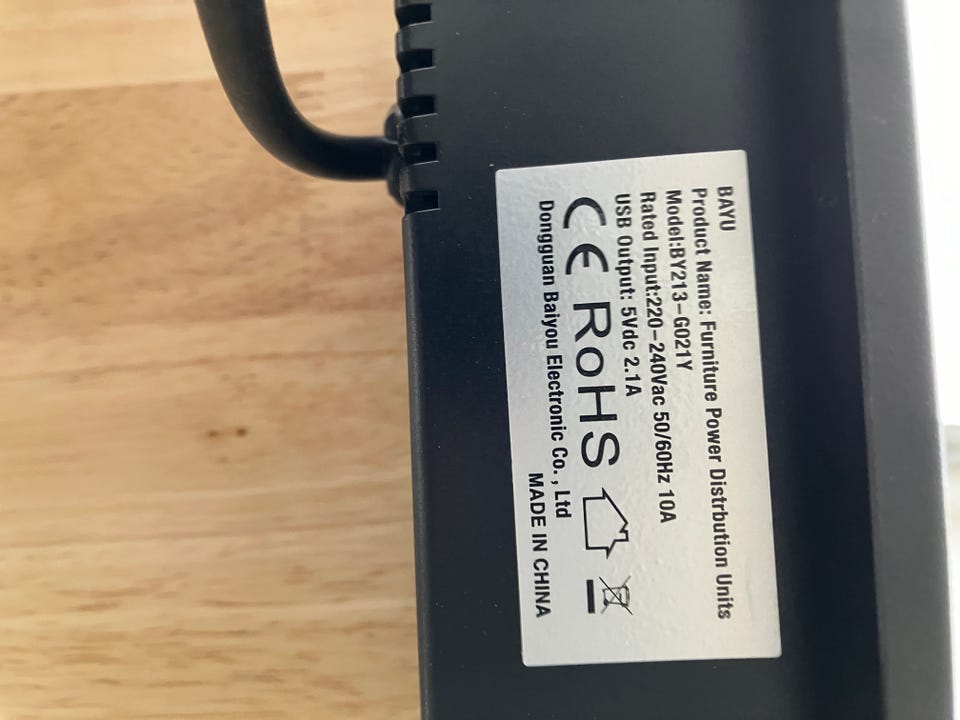 BAYU
Product Name: Furniture Power Distrbution Units
Model:BY213-G021Y
Rated Input:220-240Vac 50/60Hz 10A
USB Output: 5Vdc 2.1A
CE RoHS
Dongguan Baiyou Electronic Co., Ltd
MADE IN CHINA